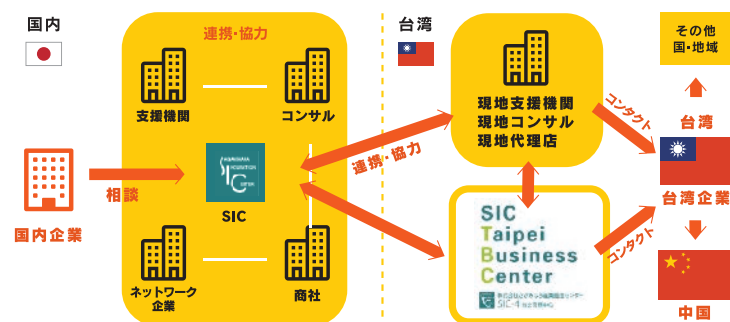 国内
連携・協力
支援機関
コンサル
国内企業
相談
SIC
ネットワーク
企業
商社
連携・協力
台湾
現地支援機関
現地コンサル
現地代理店
SIC
Taipei
Business
Center
SIC-4
コンタクト
コンタクト
その他
国・地域
台湾
台湾企業
中国